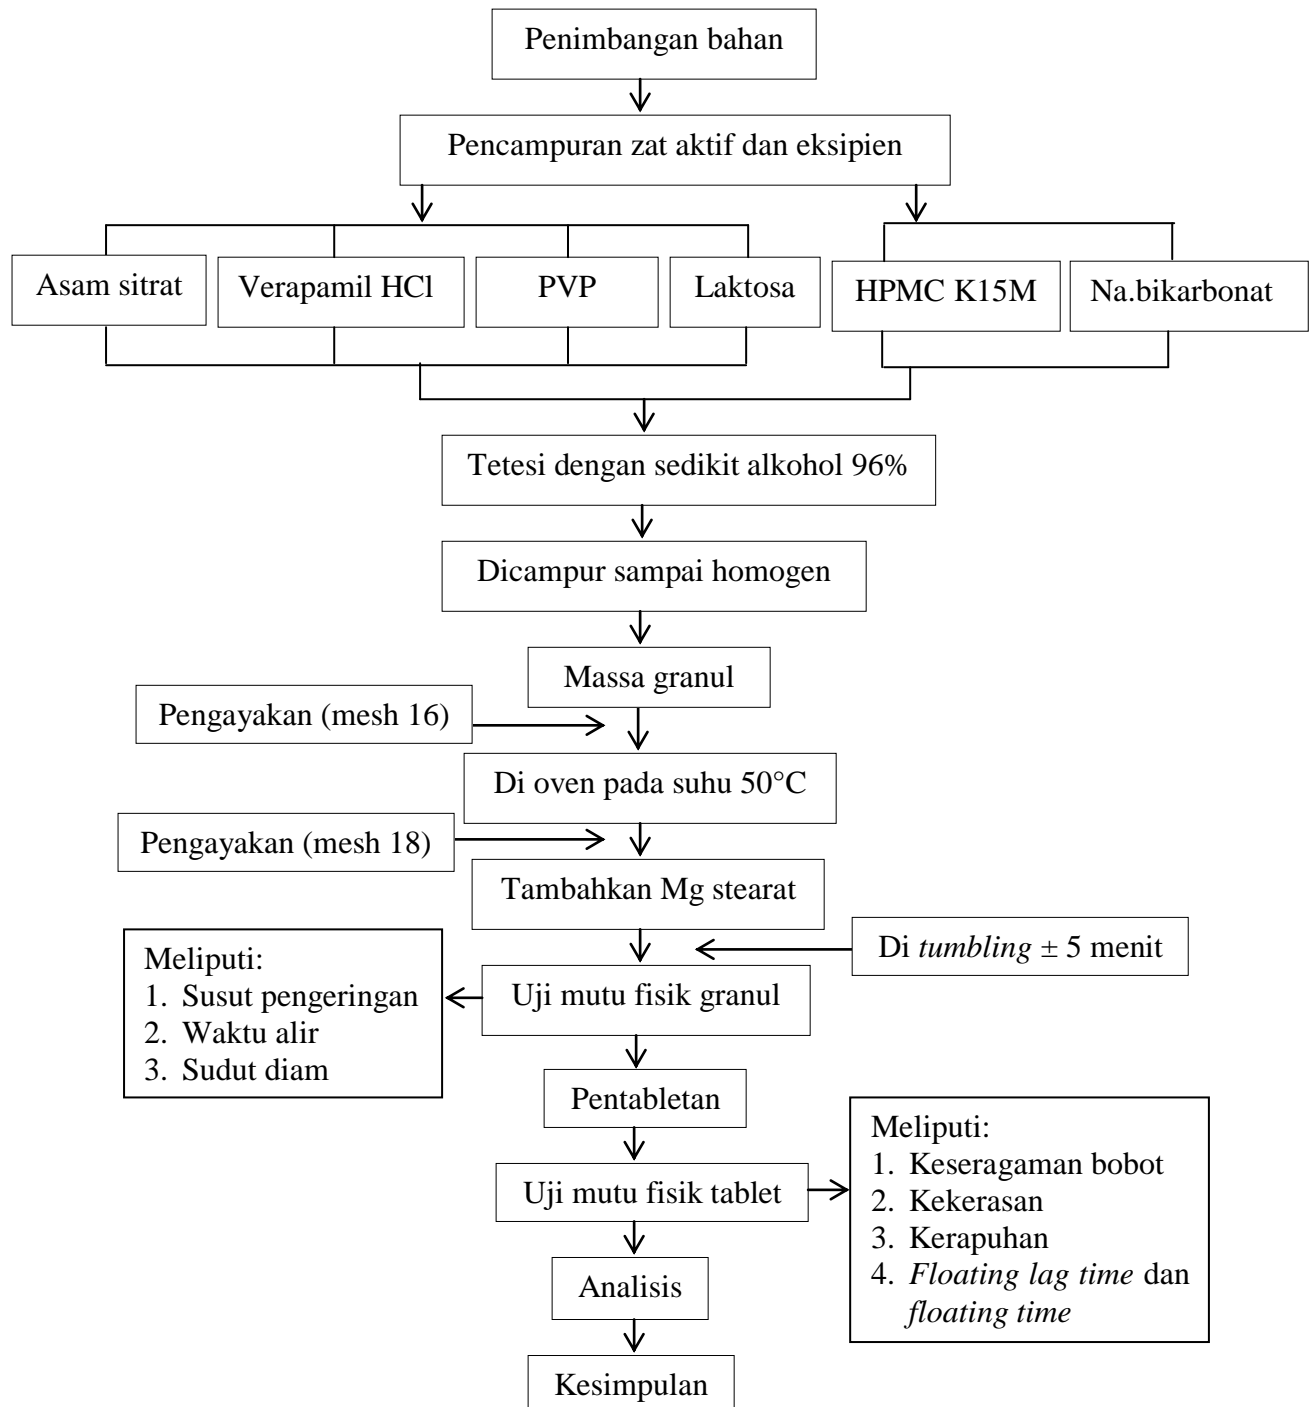 Penimbangan bahan
Pencampuran zat aktif dan eksipien
Asam sitrat
Verapamil HCl
PVP
Laktosa
HPMC K15M
Na.bikarbonat
Tetesi dengan sedikit alkohol 96%
Dicampur sampai homogen
Massa granul
Pengayakan (mesh 16)
Di oven pada suhu 50°C
Pengayakan (mesh 18)
Tambahkan Mg stearat
Di tumbling ± 5 menit
Uji mutu fisik granul
Meliputi:
1. Susut pengeringan
2. Waktu alir
3. Sudut diam
Pentabletan
Uji mutu fisik tablet
Meliputi:
1. Keseragaman bobot
2. Kekerasan
3. Kerapuhan
4. Floating lag time dan
floating time
Analisis
Kesimpulan